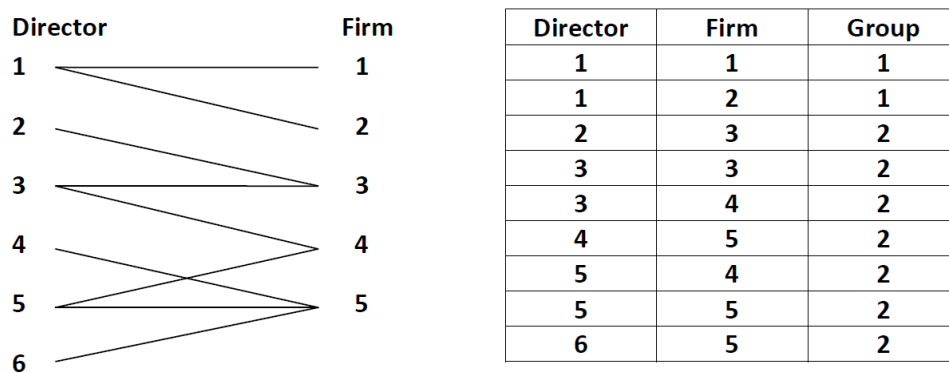 Director Firm
1 1
2 2
3 3
4 4
5 5
6
Director Firm Group
1 1 1
1 2 1
2 3 2
3 3 2
3 4 2
4 5 2
5 4 2
5 5 2
6 5 2